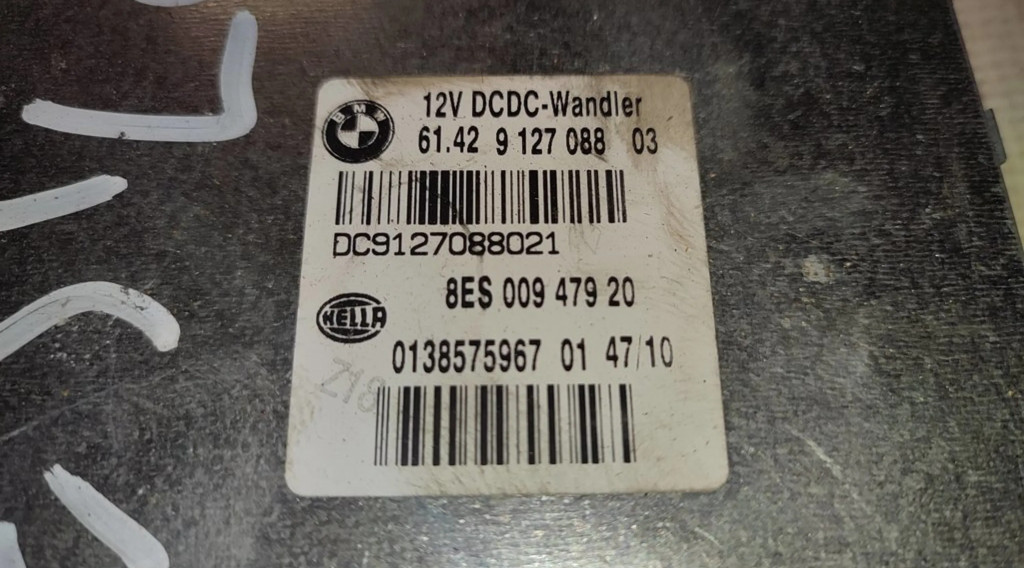 BMW
12V DCDC-Wandler
61.42 9 127 088 03
DC9127088021
8ES 009 479 20
HELLA
0138575967 01 47/10
Z18